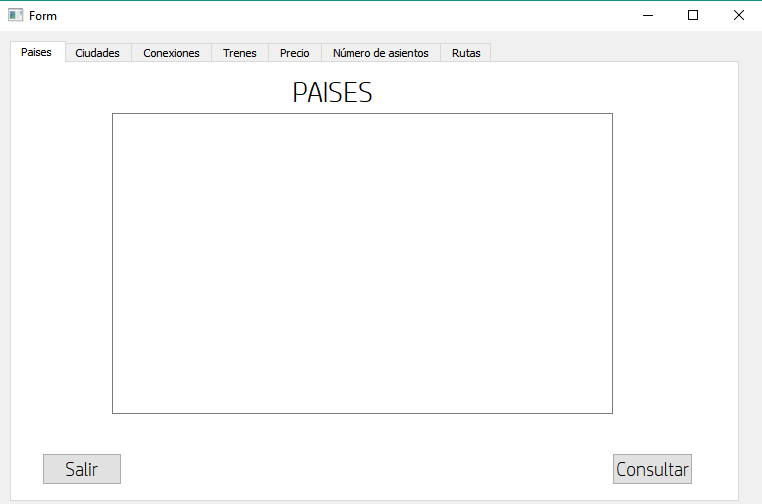 Form
Paises Ciudades Conexiones Trenes Precio Número de asientos Rutas
PAISES
Salir Consultar